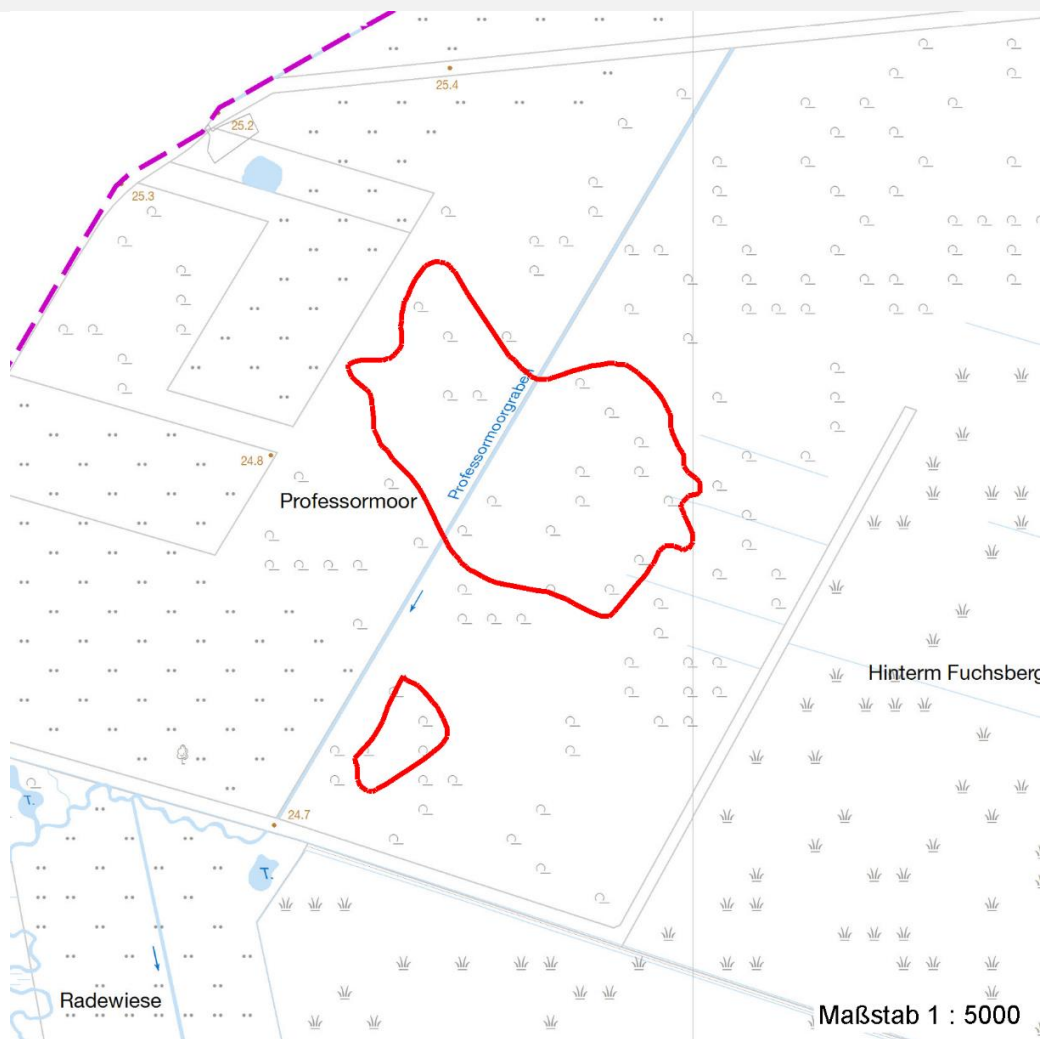 25.4
25.2
25.3
Professormoorgraben
24.8
Professormoor
Hinterm Fuchsberg
T.
24.7
T.
Radewiese
Maßstab 1 : 5000